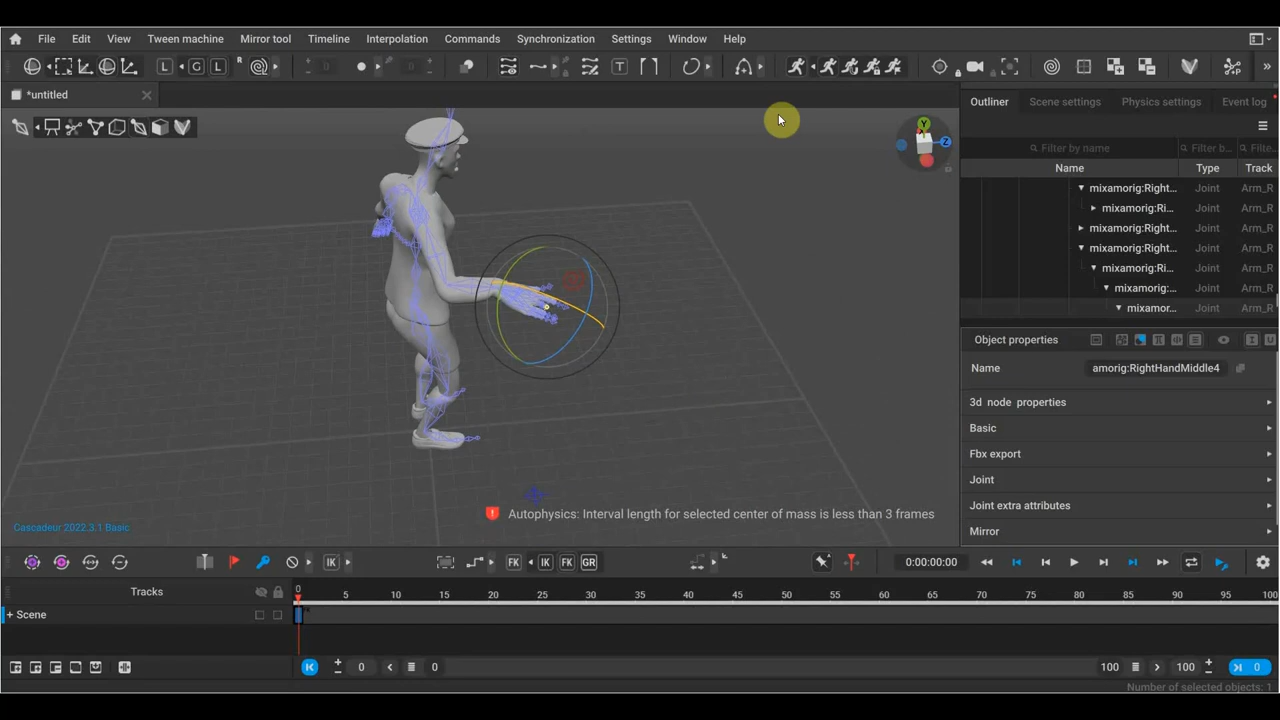 File Edit View Tween machine Mirror tool Timeline Interpolation Commands Synchronization Settings Window Help
L G L R 0 0 T
*untitled
Outliner Scene settings Physics settings Event log
Filter by name Filter b... Filte...
Name Type Track
mixamorig:Right... Joint Arm_R
mixamorig:Ri... Joint Arm_R
mixamorig:Right... Joint Arm_R
mixamorig:Right... Joint Arm_R
mixamorig:Ri... Joint Arm_R
mixamorig:... Joint Arm_R
mixamor... Joint Arm_R
Y
Z
Object properties
Name amorig:RightHandMiddle4
3d node properties
Basic
Fbx export
Joint
Joint extra attributes
Mirror
Autophysics: Interval length for selected center of mass is less than 3 frames
Cascadeur 2022.3.1 Basic
IK FK IK FK GR 0:00:00:00
Tracks 0 5 10 15 20 25 30 35 40 45 50 55 60 65 70 75 80 85 90 95 100
+ Scene
0 0 100 100 0
Number of selected objects: 1